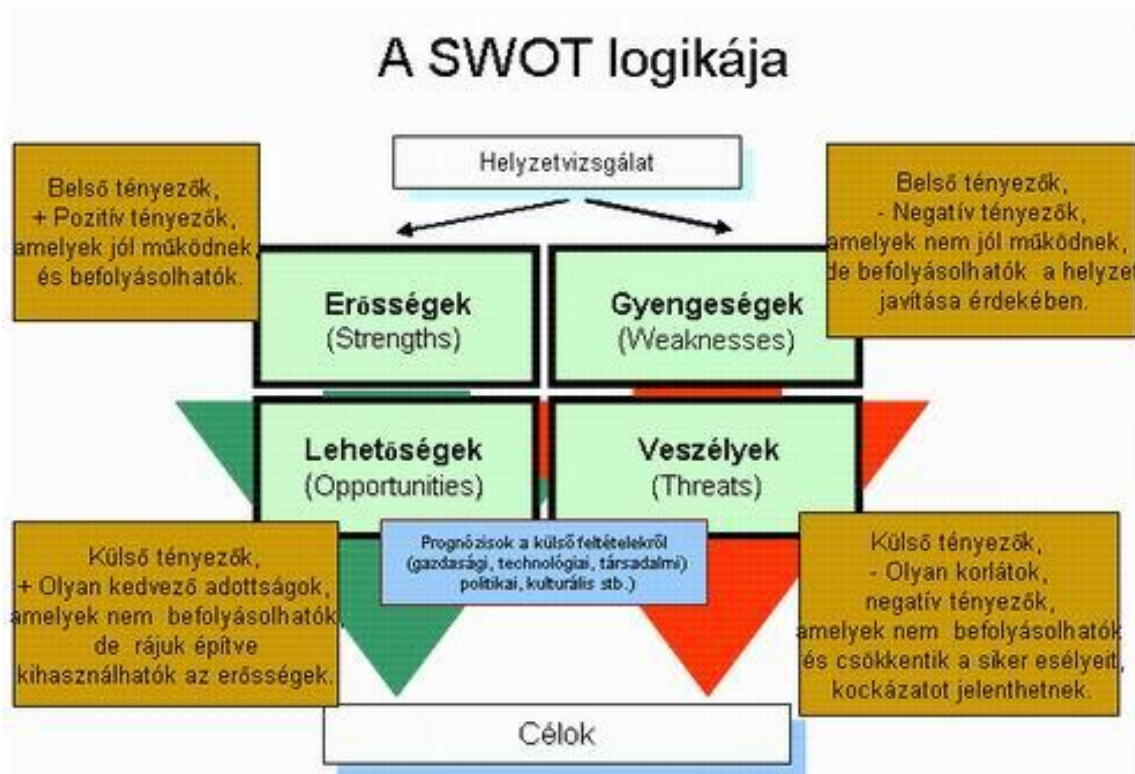 A SWOT logikája
Helyzetvizsgálat
Belső tényezők,
+ Pozitív tényezők,
amelyek jól működnek,
és befolyásolhatók.
Belső tényezők,
- Negatív tényezők,
amelyek nem jól működnek,
de befolyásolhatók a helyzet
javítása érdekében.
Erősségek
(Strengths)
Gyengeségek
(Weaknesses)
Lehetőségek
(Opportunities)
Veszélyek
(Threats)
Prognózisok a külső feltételekről
(gazdasági, technológiai, társadalmi)
politikai, kulturális stb.)
Külső tényezők,
+ Olyan kedvező adottságok,
amelyek nem befolyásolhatók,
de rájuk építve
kihasználhatók az erősségek.
Külső tényezők,
- Olyan korlátok,
negatív tényezők,
amelyek nem befolyásolhatók
és csökkentik a siker esélyeit,
kockázatot jelenthetnek.
Célok